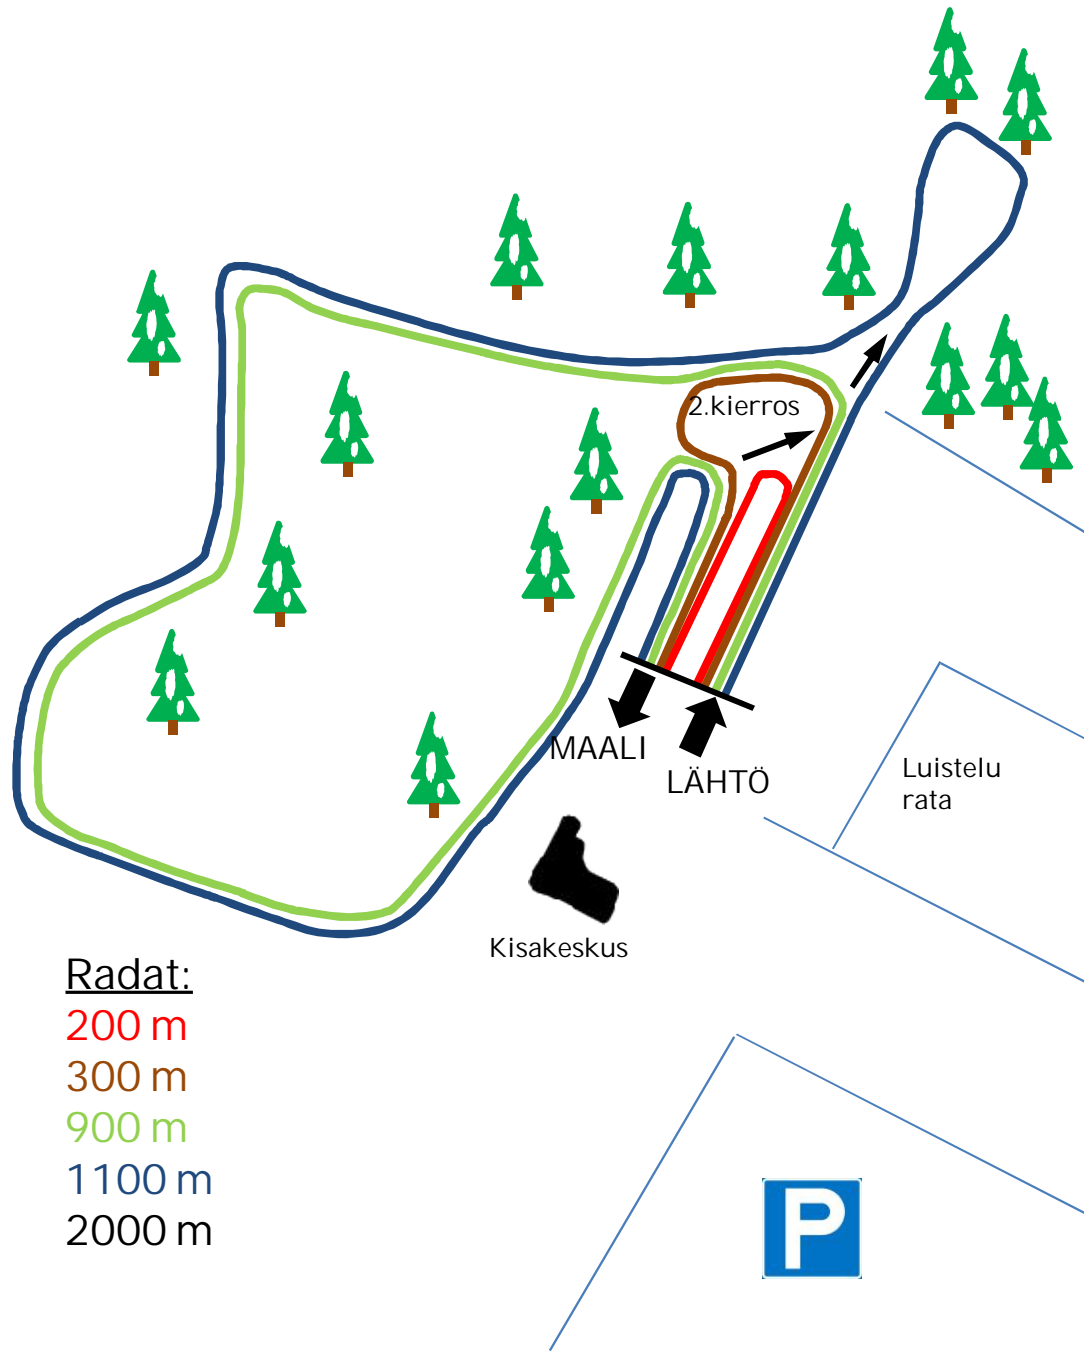 2.kierros
MAALI
LÄHTÖ
Luistelu
rata
Kisakeskus
Radat:
200 m
300 m
900 m
1100 m
2000 m
P